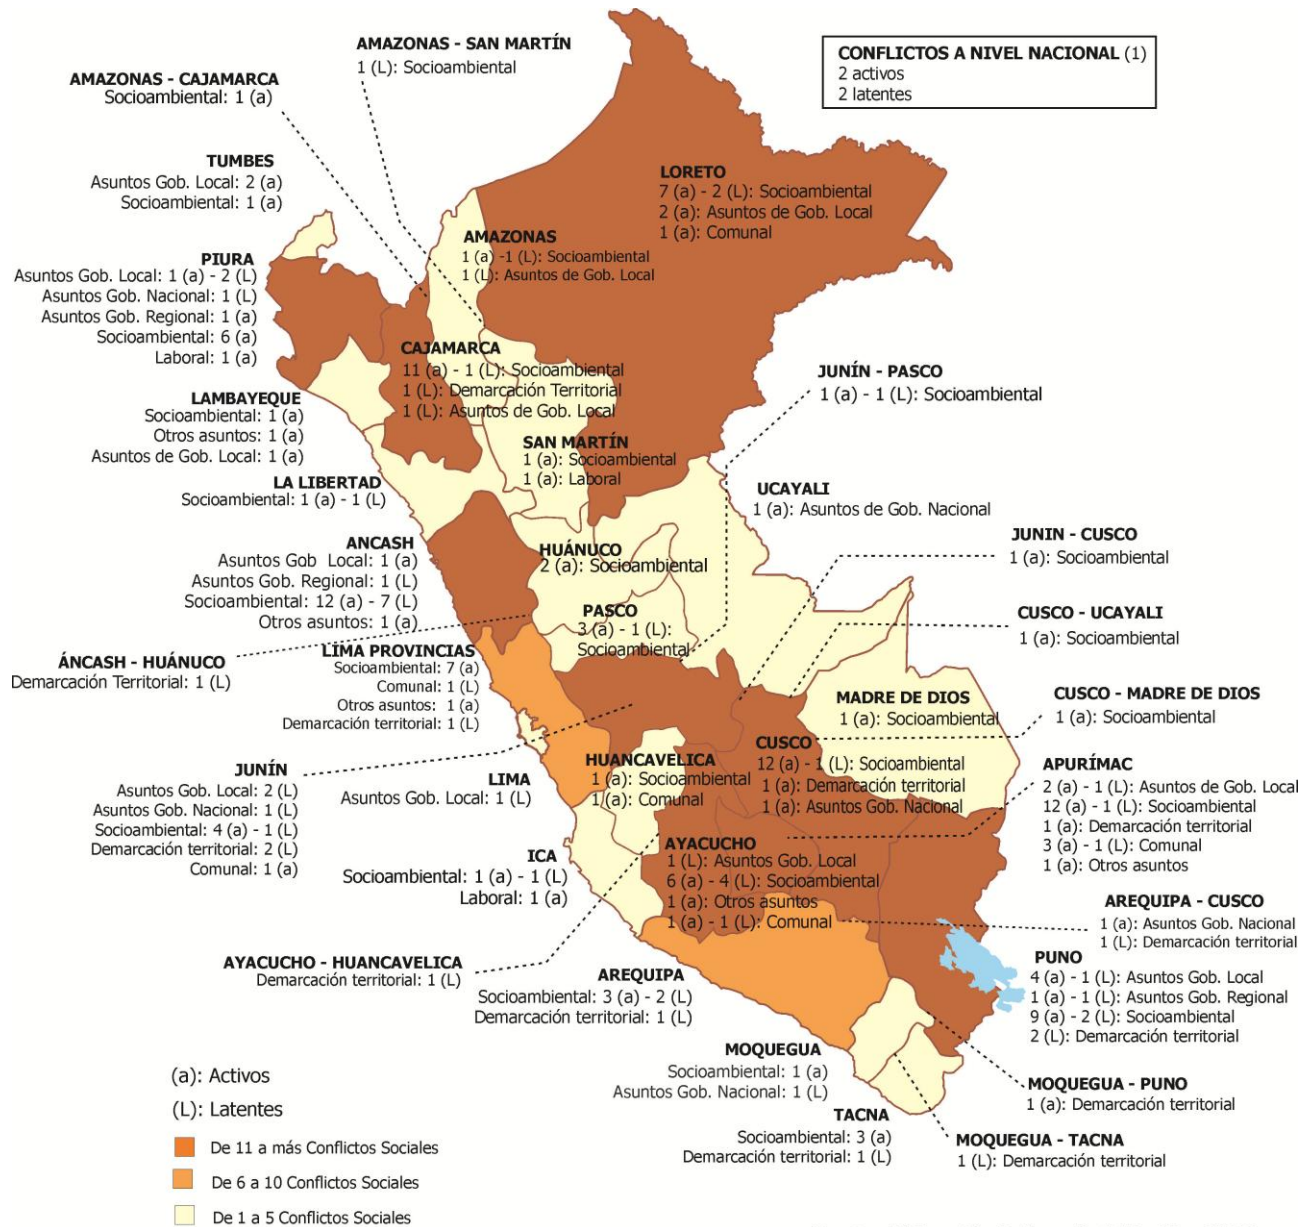 AMAZONAS - SAN MARTÍN
1 (L): Socioambiental
CONFLICTOS A NIVEL NACIONAL (1)
2 activos
2 latentes
AMAZONAS - CAJAMARCA
Socioambiental: 1 (a)
TUMBES
Asuntos Gob. Local: 2 (a)
Socioambiental: 1 (a)
LORETO
7 (a) - 2 (L): Socioambiental
2 (a): Asuntos de Gob. Local
1 (a): Comunal
AMAZONAS
1 (a) -1 (L): Socioambiental
1 (L): Asuntos de Gob. Local
PIURA
Asuntos Gob. Local: 1 (a) - 2 (L)
Asuntos Gob. Nacional: 1 (L)
Asuntos Gob. Regional: 1 (a)
Socioambiental: 6 (a)
Laboral: 1 (a)
CAJAMARCA
11 (a) - 1 (L): Socioambiental
1 (L): Demarcación Territorial
1 (L): Asuntos de Gob. Local
JUNÍN - PASCO
1 (a) - 1 (L): Socioambiental
LAMBAYEQUE
Socioambiental: 1 (a)
Otros asuntos: 1 (a)
Asuntos de Gob. Local: 1 (a)
SAN MARTÍN
1 (a): Socioambiental
1 (a): Laboral
LA LIBERTAD
Socioambiental: 1 (a) - 1 (L)
UCAYALI
1 (a): Asuntos de Gob. Nacional
ANCASH
Asuntos Gob Local: 1 (a)
Asuntos Gob. Regional: 1 (L)
Socioambiental: 12 (a) - 7 (L)
Otros asuntos: 1 (a)
HUÁNUCO
2 (a): Socioambiental
JUNIN - CUSCO
1 (a): Socioambiental
PASCO
3 (a) - 1 (L):
Socioambiental
CUSCO - UCAYALI
1 (a): Socioambiental
ÁNCASH - HUÁNUCO
Demarcación Territorial: 1 (L)
LIMA PROVINCIAS
Socioambiental: 7 (a)
Comunal: 1 (L)
Otros asuntos: 1 (a)
Demarcación territorial: 1 (L)
MADRE DE DIOS
1 (a): Socioambiental
CUSCO - MADRE DE DIOS
1 (a): Socioambiental
JUNÍN
Asuntos Gob. Local: 2 (L)
Asuntos Gob. Nacional: 1 (L)
Socioambiental: 4 (a) - 1 (L)
Demarcación territorial: 2 (L)
Comunal: 1 (a)
LIMA
Asuntos Gob. Local: 1 (L)
HUANCAVELICA
1 (a): Socioambiental
1 (a): Comunal
CUSCO
12 (a) - 1 (L): Socioambiental
1 (a): Demarcación territorial
1 (a): Asuntos Gob. Nacional
APURÍMAC
2 (a) - 1 (L): Asuntos de Gob. Local
12 (a) - 1 (L): Socioambiental
1 (a): Demarcación territorial
3 (a) - 1 (L): Comunal
1 (a): Otros asuntos
ICA
Socioambiental: 1 (a) - 1 (L)
Laboral: 1 (a)
AYACUCHO
1 (L): Asuntos Gob. Local
6 (a) - 4 (L): Socioambiental
1 (a): Otros asuntos
1 (a) - 1 (L): Comunal
AREQUIPA - CUSCO
1 (a): Asuntos Gob. Nacional
1 (L): Demarcación territorial
AYACUCHO - HUANCAVELICA
Demarcación territorial: 1 (L)
AREQUIPA
Socioambiental: 3 (a) - 2 (L)
Demarcación territorial: 1 (L)
PUNO
4 (a) - 1 (L): Asuntos Gob. Local
1 (a) - 1 (L): Asuntos Gob. Regional
9 (a) - 2 (L): Socioambiental
2 (L): Demarcación territorial
MOQUEGUA
Socioambiental: 1 (a)
Asuntos Gob. Nacional: 1 (L)
MOQUEGUA - PUNO
1 (a): Demarcación territorial
TACNA
Socioambiental: 3 (a)
Demarcación territorial: 1 (L)
MOQUEGUA - TACNA
1 (L): Demarcación territorial
(a): Activos
(L): Latentes
De 11 a más Conflictos Sociales
De 6 a 10 Conflictos Sociales
De 1 a 5 Conflictos Sociales